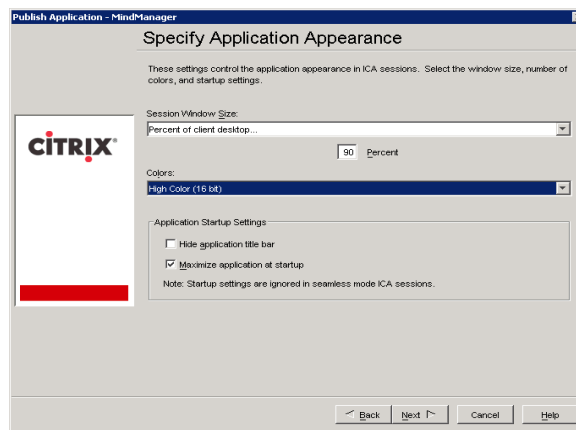 Publish Application - MindManager
Specify Application Appearance
These settings control the application appearance in ICA sessions. Select the window size, number of
colors, and startup settings.
Session Window Size:
Percent of client desktop...
90 Percent
CITRIX®
Colors:
High Color (16 bit)
Application Startup Settings
Hide application title bar
Maximize application at startup
Note: Startup settings are ignored in seamless mode ICA sessions.
Back Next Cancel Help